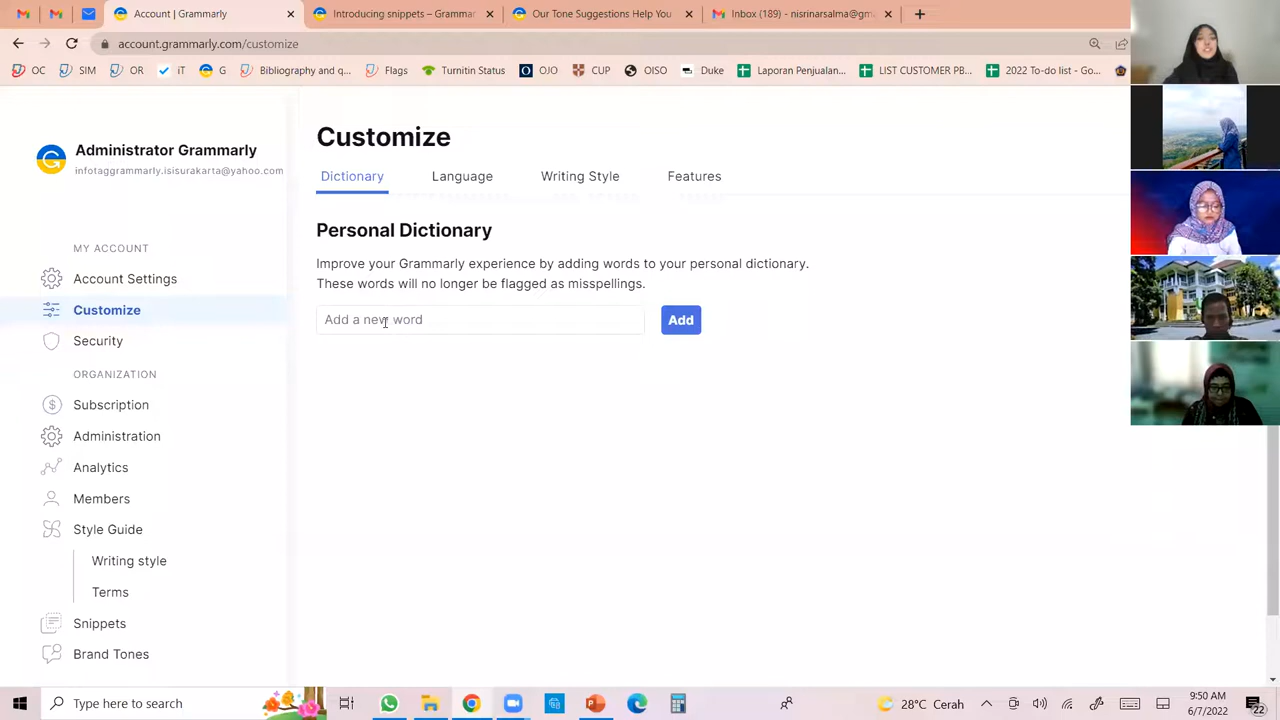 Account | Grammarly
Introducing snippets - Grammar
Our Tone Suggestions Help You
Inbox (189) - nisrinarsalma@gm
account.grammarly.com/customize
OC
SIM
OR
iT
G
Bibliography and q...
Flags
Turnitin Status
OJO
CUP
OISO
Duke
Laporan Penjualan...
LIST CUSTOMER PB...
2022 To-do list - Go...
Administrator Grammarly
infotaggrammarly.isisurakarta@yahoo.com
MY ACCOUNT
Account Settings
Customize
Security
ORGANIZATION
Subscription
Administration
Analytics
Members
Style Guide
Writing style
Terms
Snippets
Brand Tones
Customize
Dictionary
Language
Writing Style
Features
Personal Dictionary
Improve your Grammarly experience by adding words to your personal dictionary.
These words will no longer be flagged as misspellings.
Add a new word
Add
Type here to search
28°C Cerah
9:50 AM
6/7/2022
22